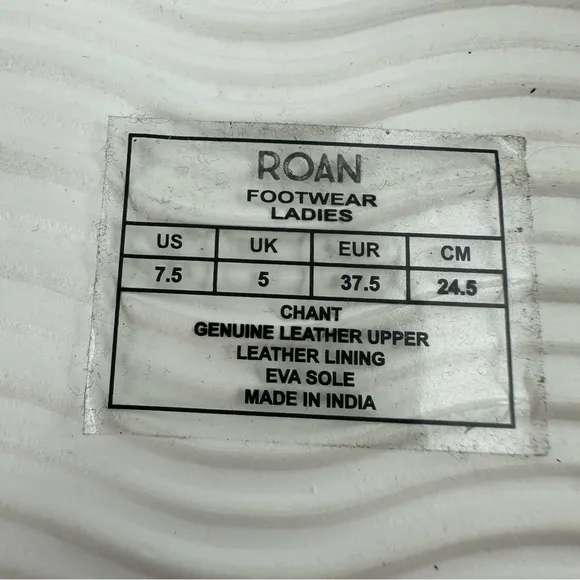 ROAN
FOOTWEAR
LADIES
US UK EUR CM
7.5 5 37.5 24.5
CHANT
GENUINE LEATHER UPPER
LEATHER LINING
EVA SOLE
MADE IN INDIA